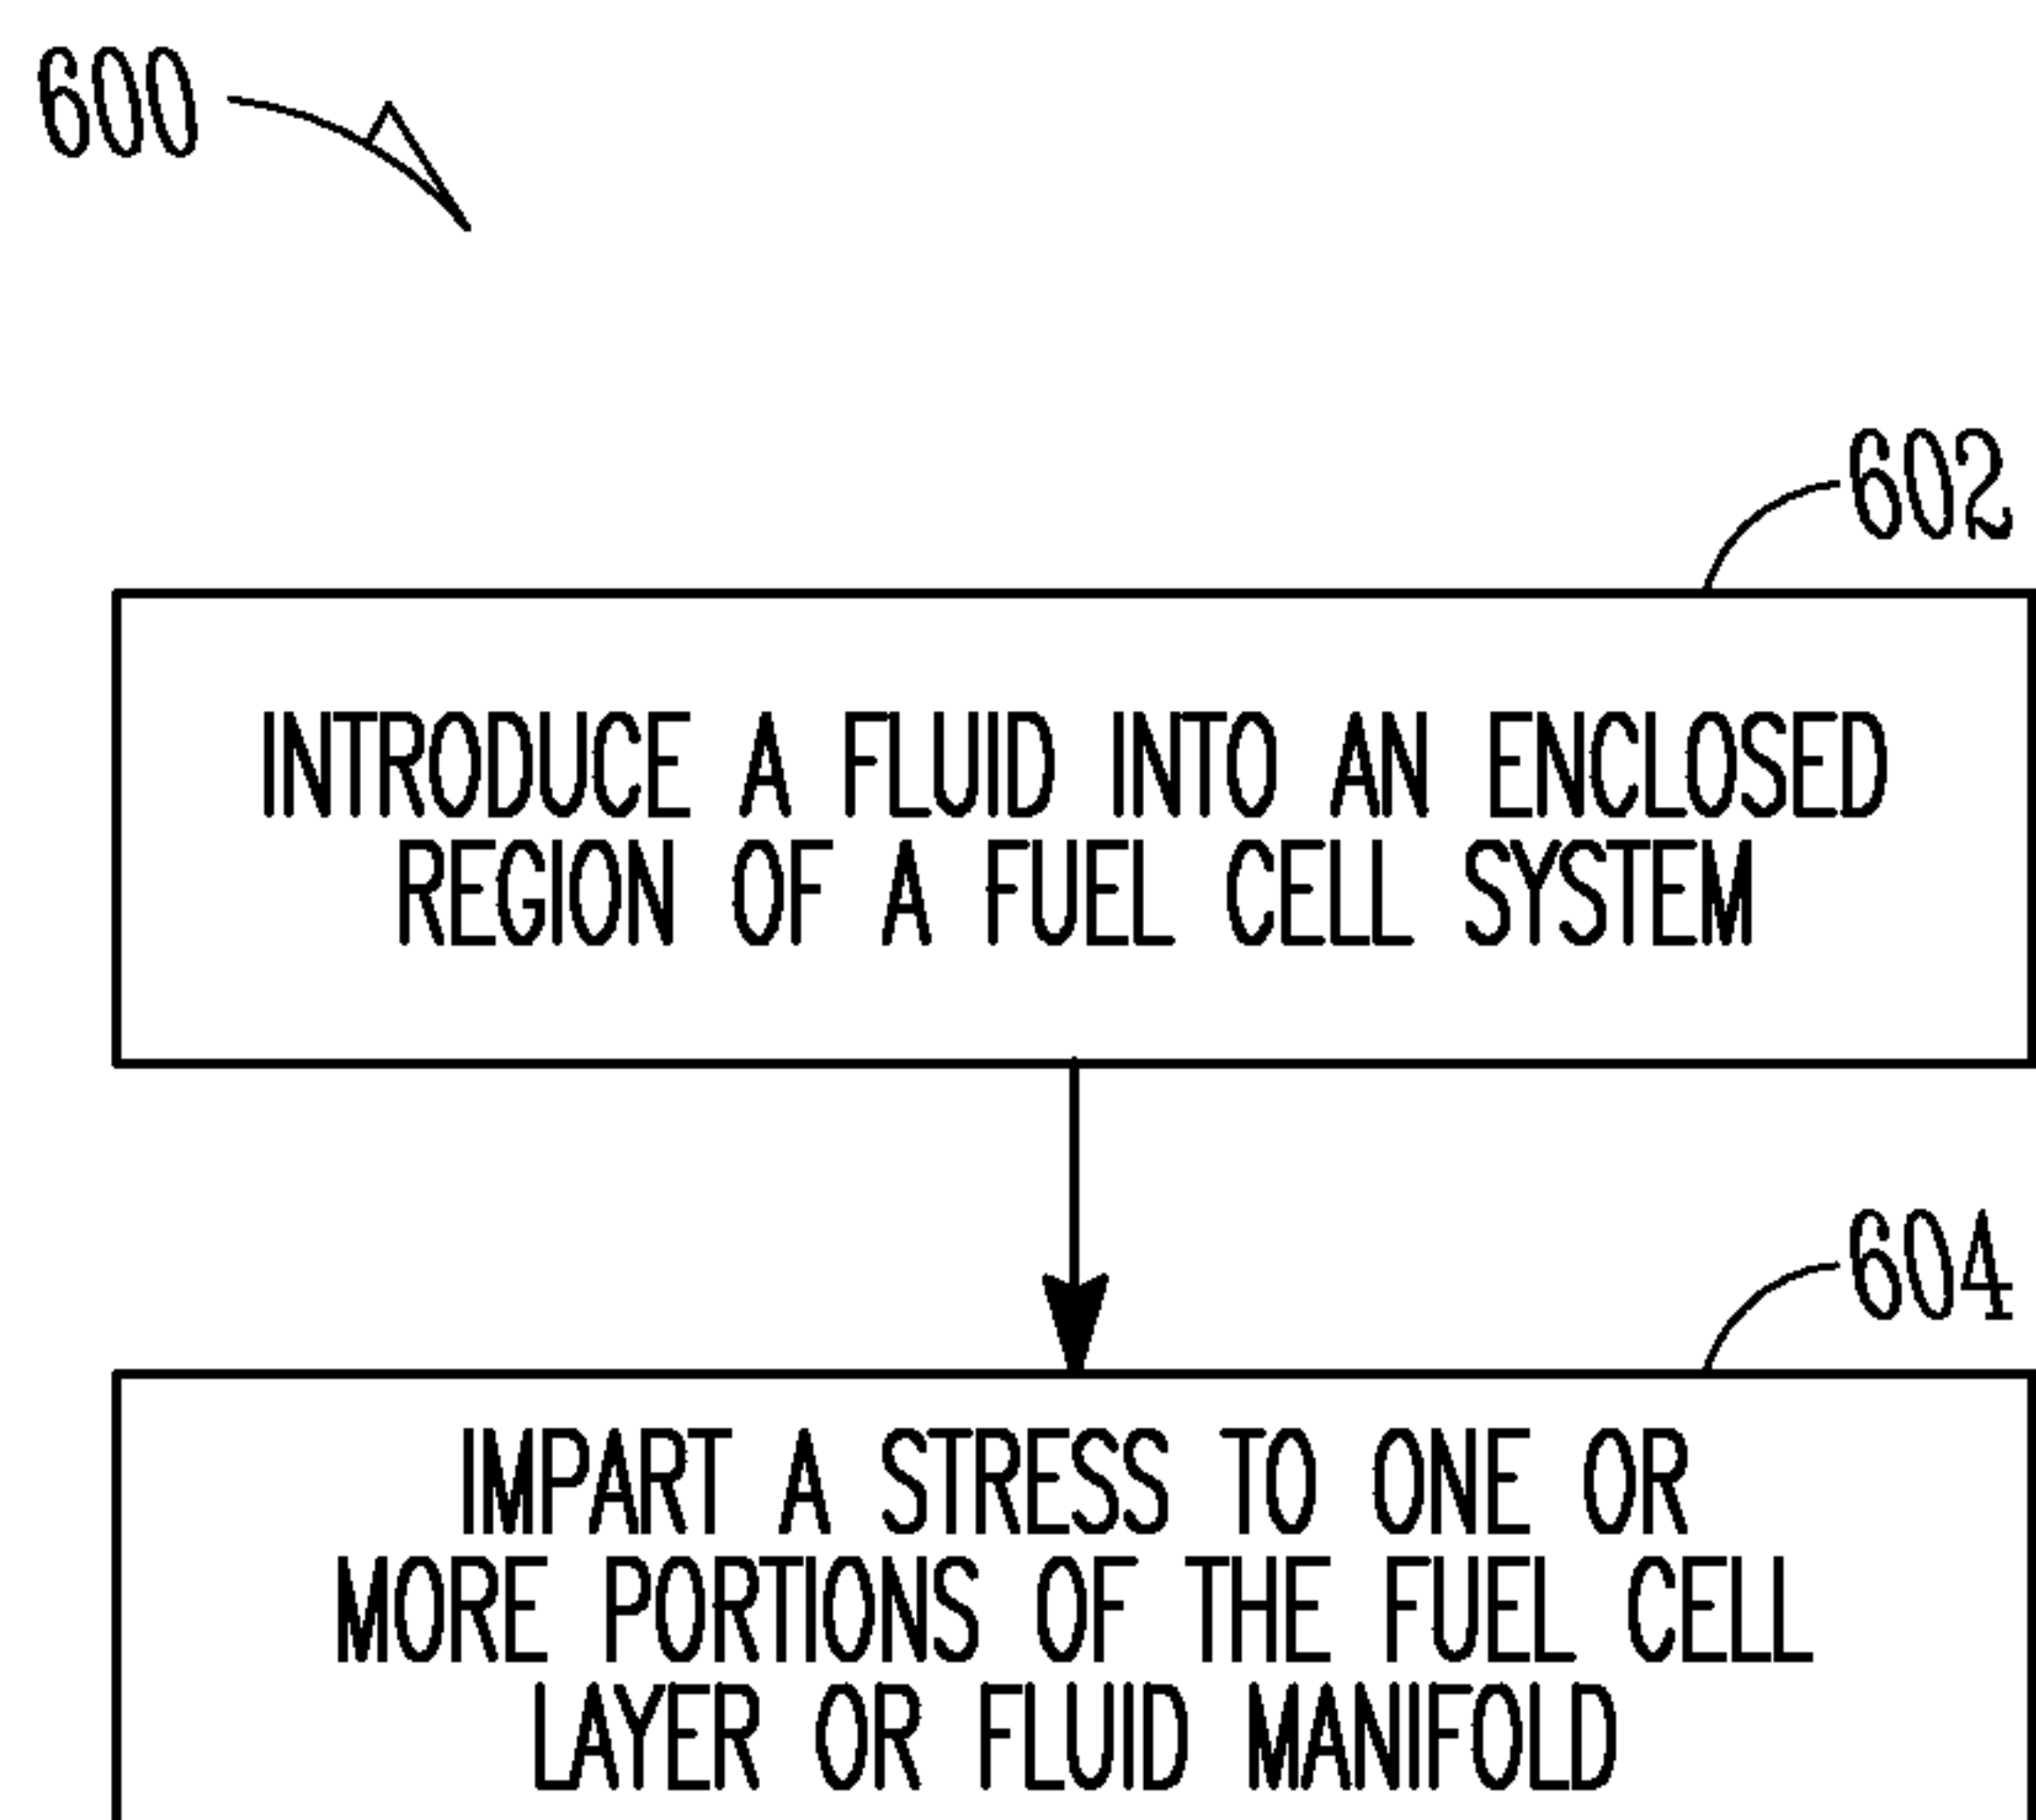 600
602
INTRODUCE A FLUID INTO AN ENCLOSED
REGION OF A FUEL CELL SYSTEM
604
IMPART A STRESS TO ONE OR
MORE PORTIONS OF THE FUEL CELL
LAYER OR FLUID MANIFOLD